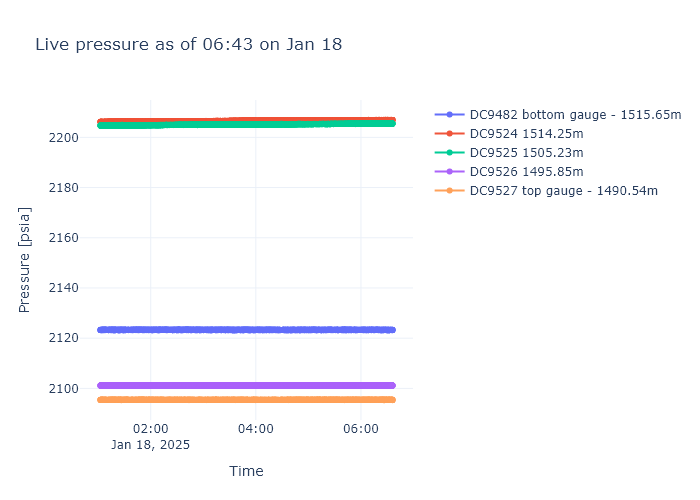 Live pressure as of 06:43 on Jan 18
DC9482 bottom gauge - 1515.65m
DC9524 1514.25m
DC9525 1505.23m
DC9526 1495.85m
DC9527 top gauge - 1490.54m
Pressure [psia]
2200
2180
2160
2140
2120
2100
02:00
Jan 18, 2025
04:00
06:00
Time